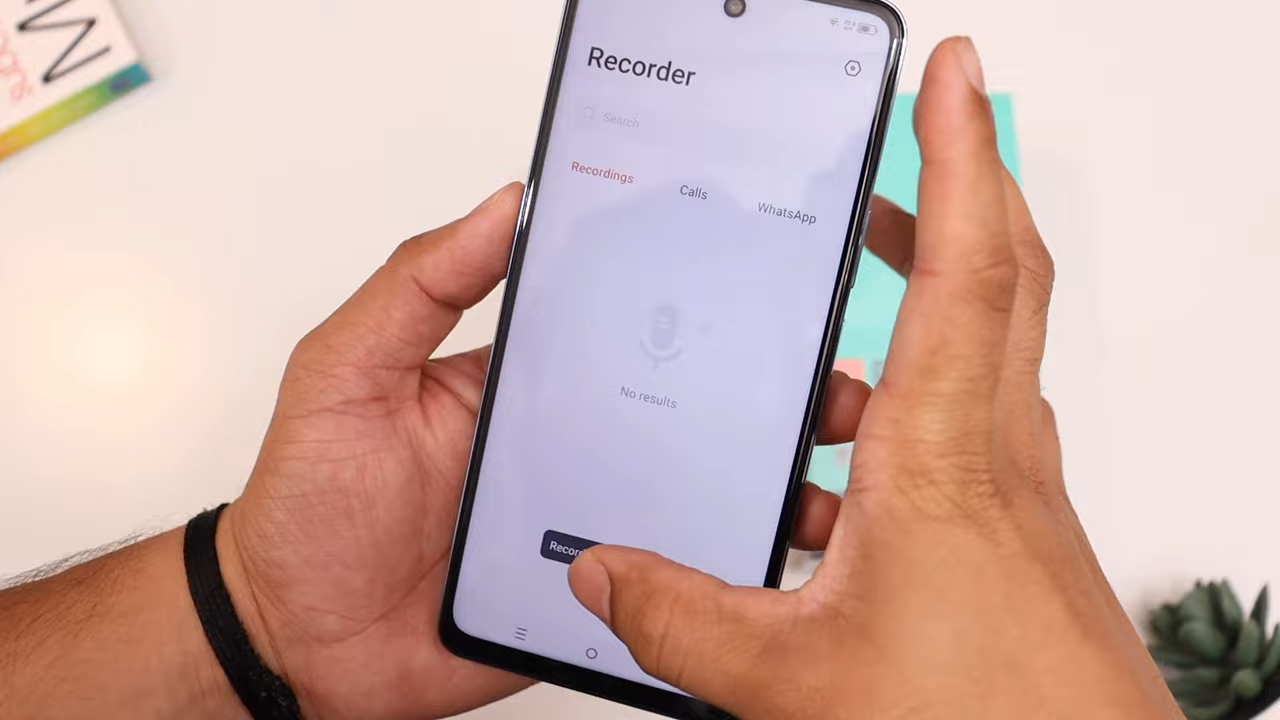 Recorder
Search
Recordings
Calls
WhatsApp
No results